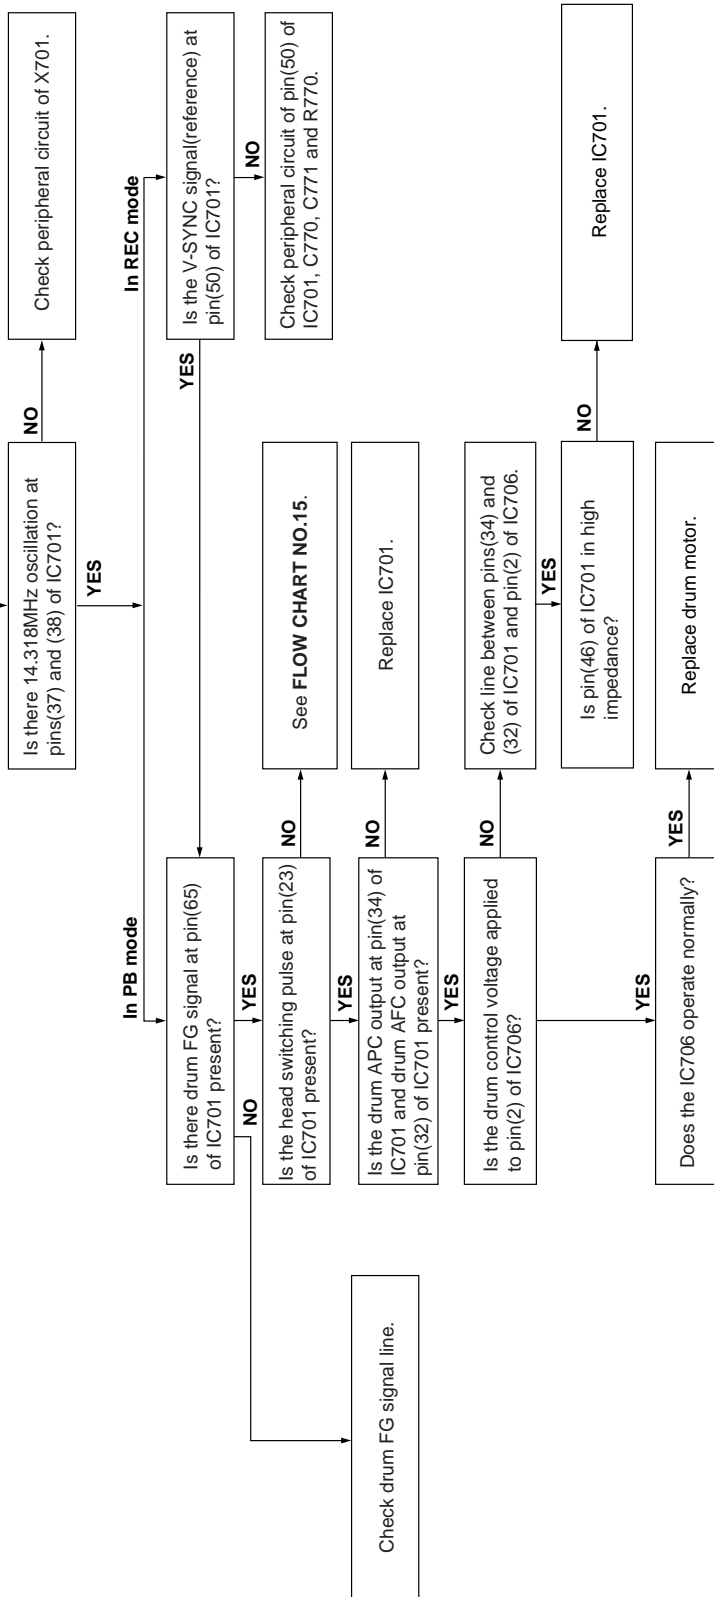 Is there 14.318MHz oscillation at
pins(37) and (38) of IC701?
NO
Check peripheral circuit of X701.
YES
In PB mode
In REC mode
Is there drum FG signal at pin(65)
of IC701 present?
YES
Is the V-SYNC signal(reference) at
pin(50) of IC701?
NO
Check peripheral circuit of pin(50) of
IC701, C770, C771 and R770.
NO
YES
Is the head switching pulse at pin(23)
of IC701 present?
NO
See FLOW CHART NO.15.
YES
Check drum FG signal line.
Is the drum APC output at pin(34) of
IC701 and drum AFC output at
pin(32) of IC701 present?
NO
Replace IC701.
YES
Is the drum control voltage applied
to pin(2) of IC706?
NO
Check line between pins(34) and
(32) of IC701 and pin(2) of IC706.
YES
Is pin(46) of IC701 in high
impedance?
NO
Replace IC701.
YES
Does the IC706 operate normally?
YES
Replace drum motor.